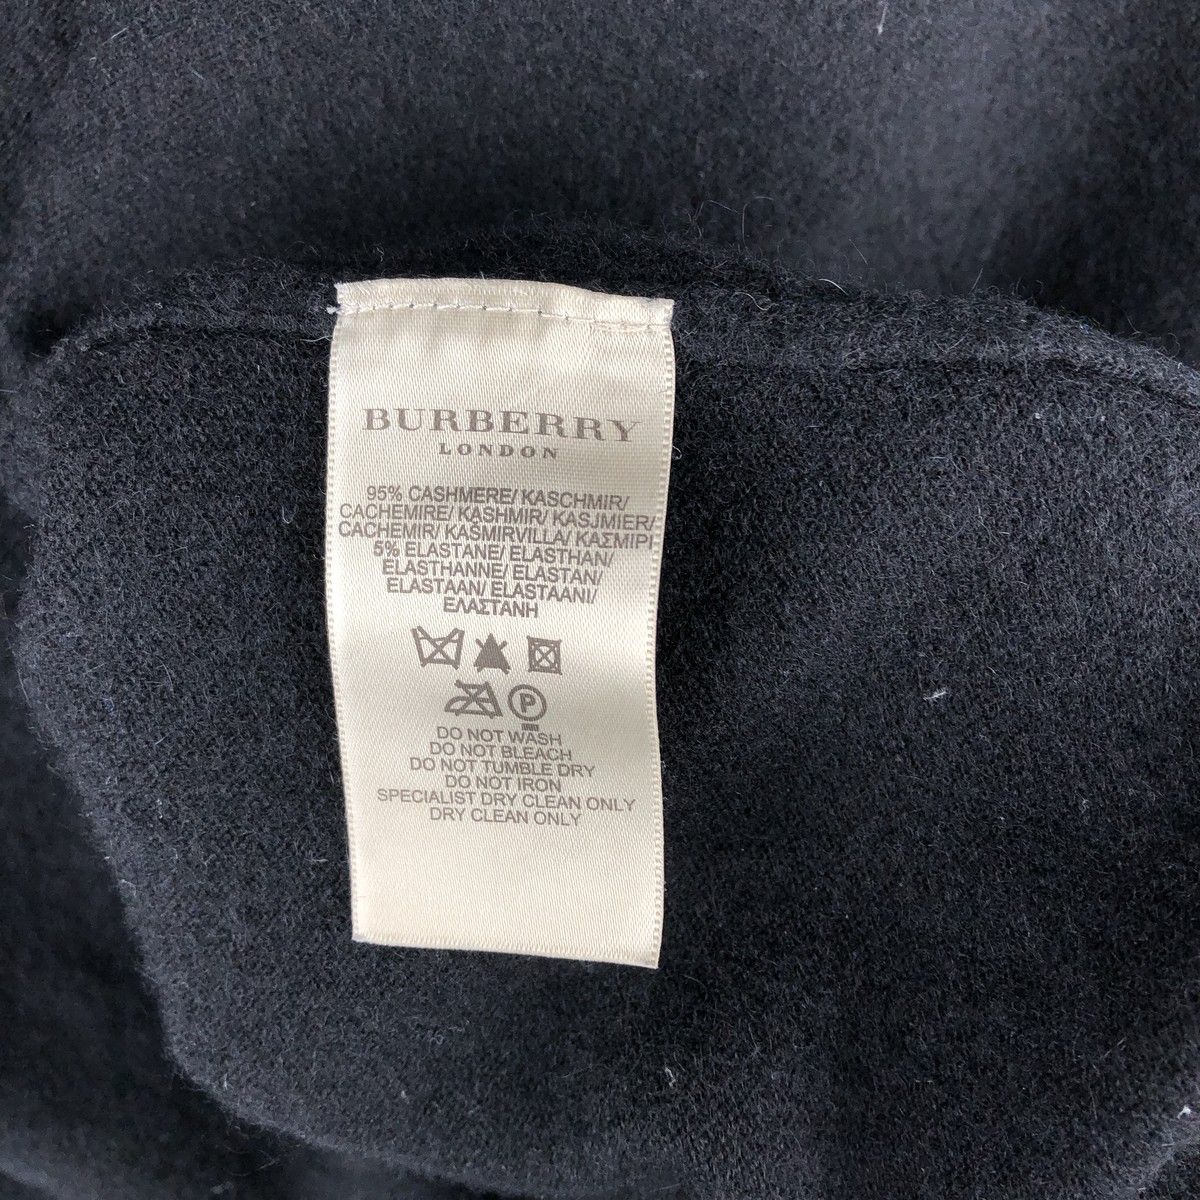 BURBERRY
LONDON
95% CASHMERE/ KASCHMIR/
CACHEMIRE/ KASHMIR/ KASJMIER/
CACHEMIR/ KAŠMIRVILLA/ ΚΑΣΜΙΡΙ
5% ELASTANE/ ELASTHAN/
ELASTHANNE/ ELASTAN/
ELASTAAN/ ELASTAANI/
ΕΛΑΣΤΑΝΗ
P
DO NOT WASH
DO NOT BLEACH
DO NOT TUMBLE DRY
DO NOT IRON
SPECIALIST DRY CLEAN ONLY
DRY CLEAN ONLY